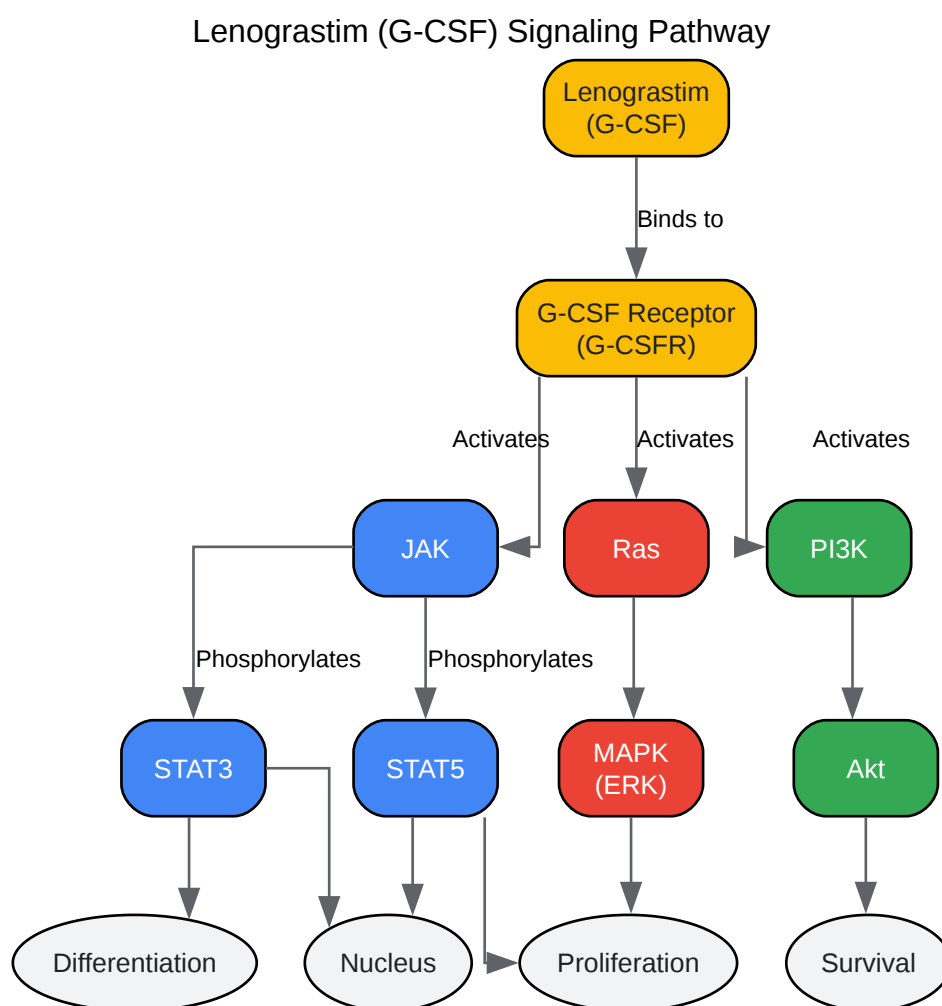 Lenograstim (G-CSF) Signaling Pathway
Lenograstim
(G-CSF)
Binds to
G-CSF Receptor
(G-CSFR)
Activates
Activates
Activates
JAK
Ras
PI3K
Phosphorylates
Phosphorylates
STAT3
STAT5
MAPK
(ERK)
Akt
Differentiation
Nucleus
Proliferation
Survival